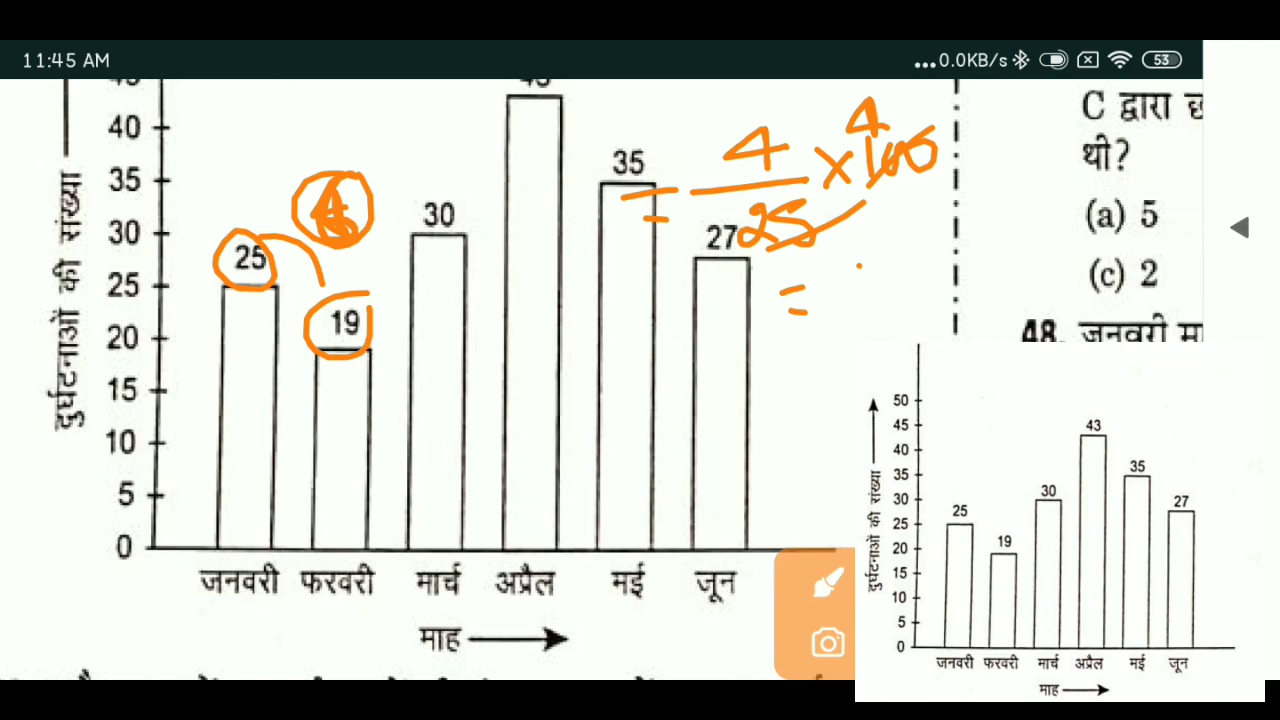 11:45 AM
...0.0KB/s 53
40
35
30
25
20
15
10
5
0
दुर्घटनाओं की संख्या
25
19
30
35
27
जनवरी फरवरी मार्च अप्रैल मई जून
माह
= 4/25 × 100
4
=
C द्वारा
थी?
(a) 5
(c) 2
48. जनवरी
50
45
40
35
30
25
20
15
10
5
0
दुर्घटनाओं की संख्या
25
19
30
43
35
27
जनवरी फरवरी मार्च अप्रैल मई जून
माह